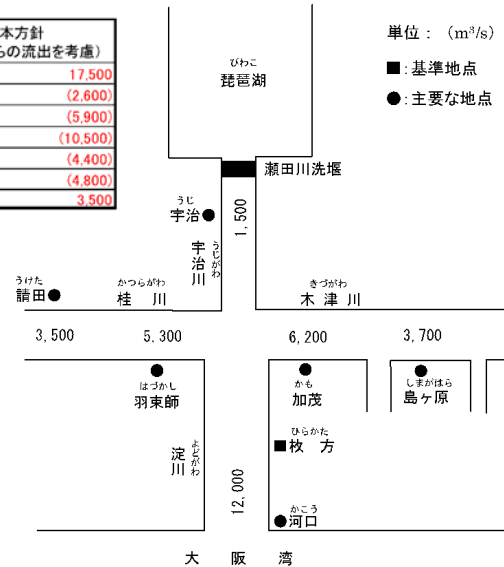 本方針
らの流出を考慮）
17,500
(2,600)
(5,900)
(10,500)
(4,400)
(4,800)
3,500
単位：（m³/s）
■：基準地点
●：主要な地点
びわこ
琵琶湖
瀬田川洗堰
うじ
宇治●
1,500
うじがわ
宇治川
うけた
請田●
かつらがわ
桂川
きづがわ
木津川
3,500
5,300
6,200
3,700
はづかし
羽束師
かも
加茂
しまがはら
島ヶ原
ひらかた
■枚方
よどがわ
淀川
12,000
かこう
●河口
大阪湾